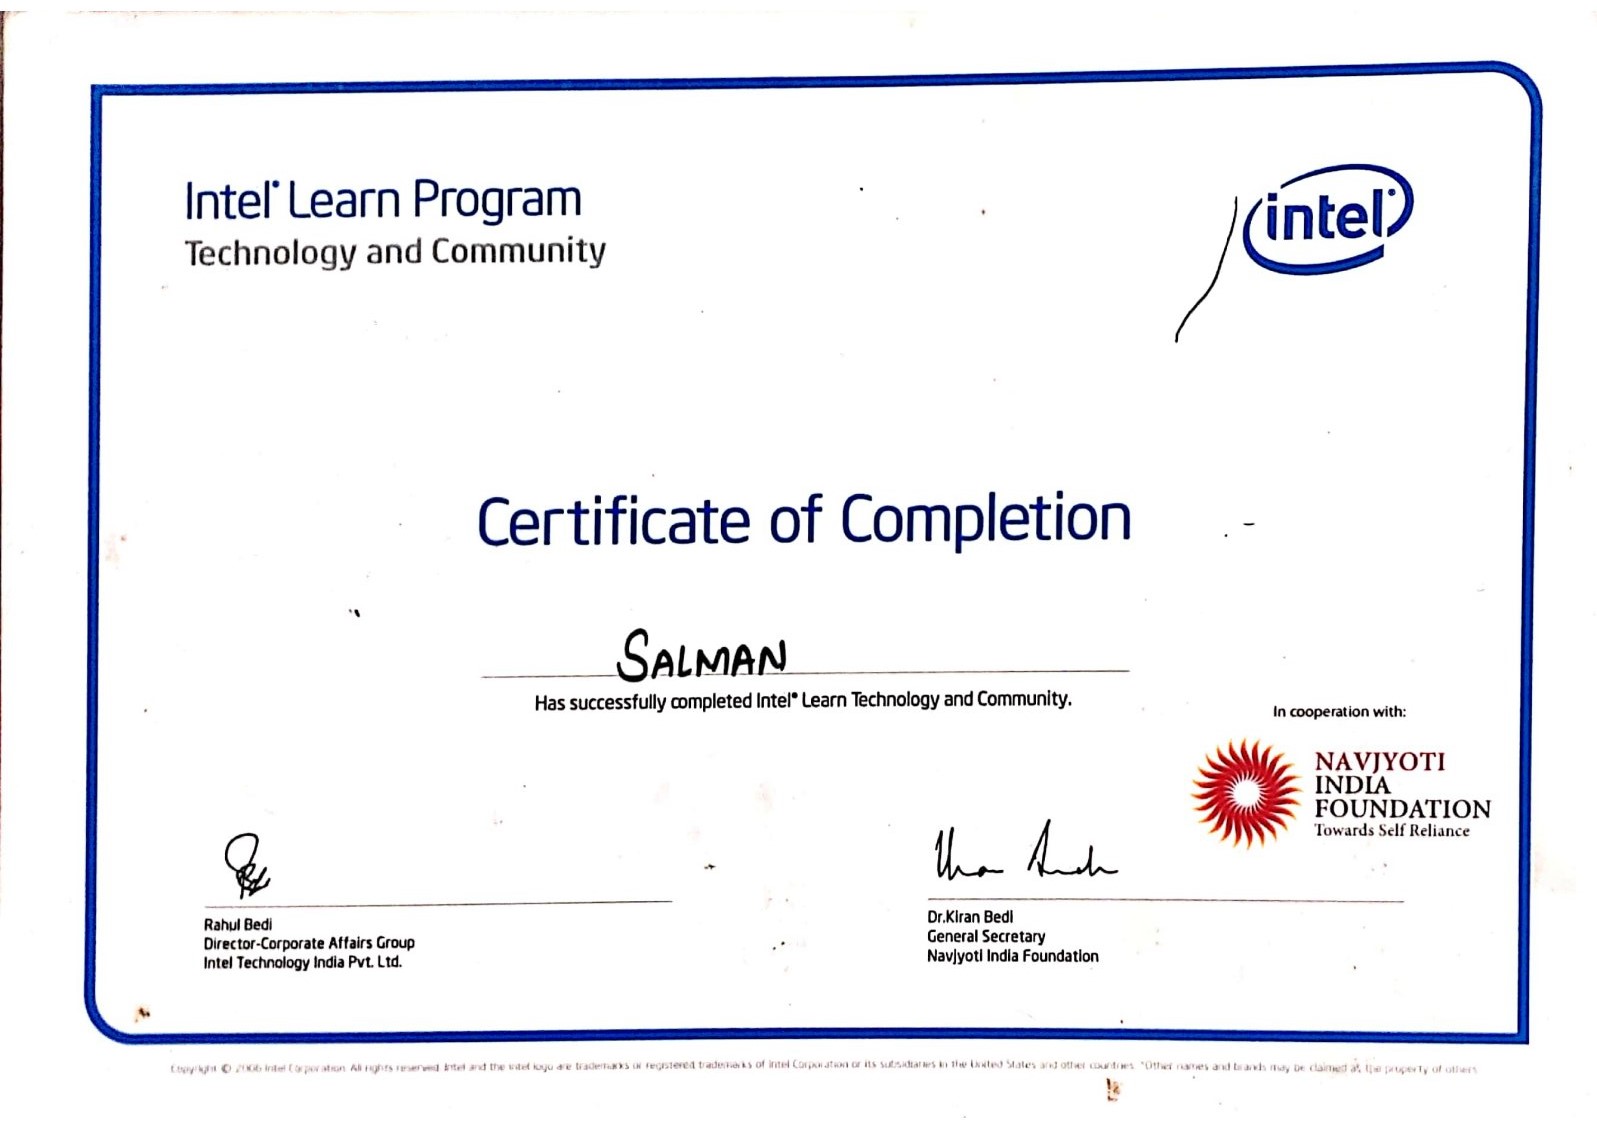 Intel® Learn Program
Technology and Community
intel®
Certificate of Completion
SALMAN
Has successfully completed Intel® Learn Technology and Community.
In cooperation with:
NAVJYOTI
INDIA
FOUNDATION
Towards Self Reliance
Rahul Bedi
Director-Corporate Affairs Group
Intel Technology India Pvt. Ltd.
Dr.Kiran Bedi
General Secretary
Navjyoti India Foundation
Copyright © 2006 Intel Corporation. All rights reserved. Intel and the intel logo are trademarks or registered trademarks of Intel Corporation or its subsidiaries in the United States and other countries. *Other names and brands may be claimed as the property of others.